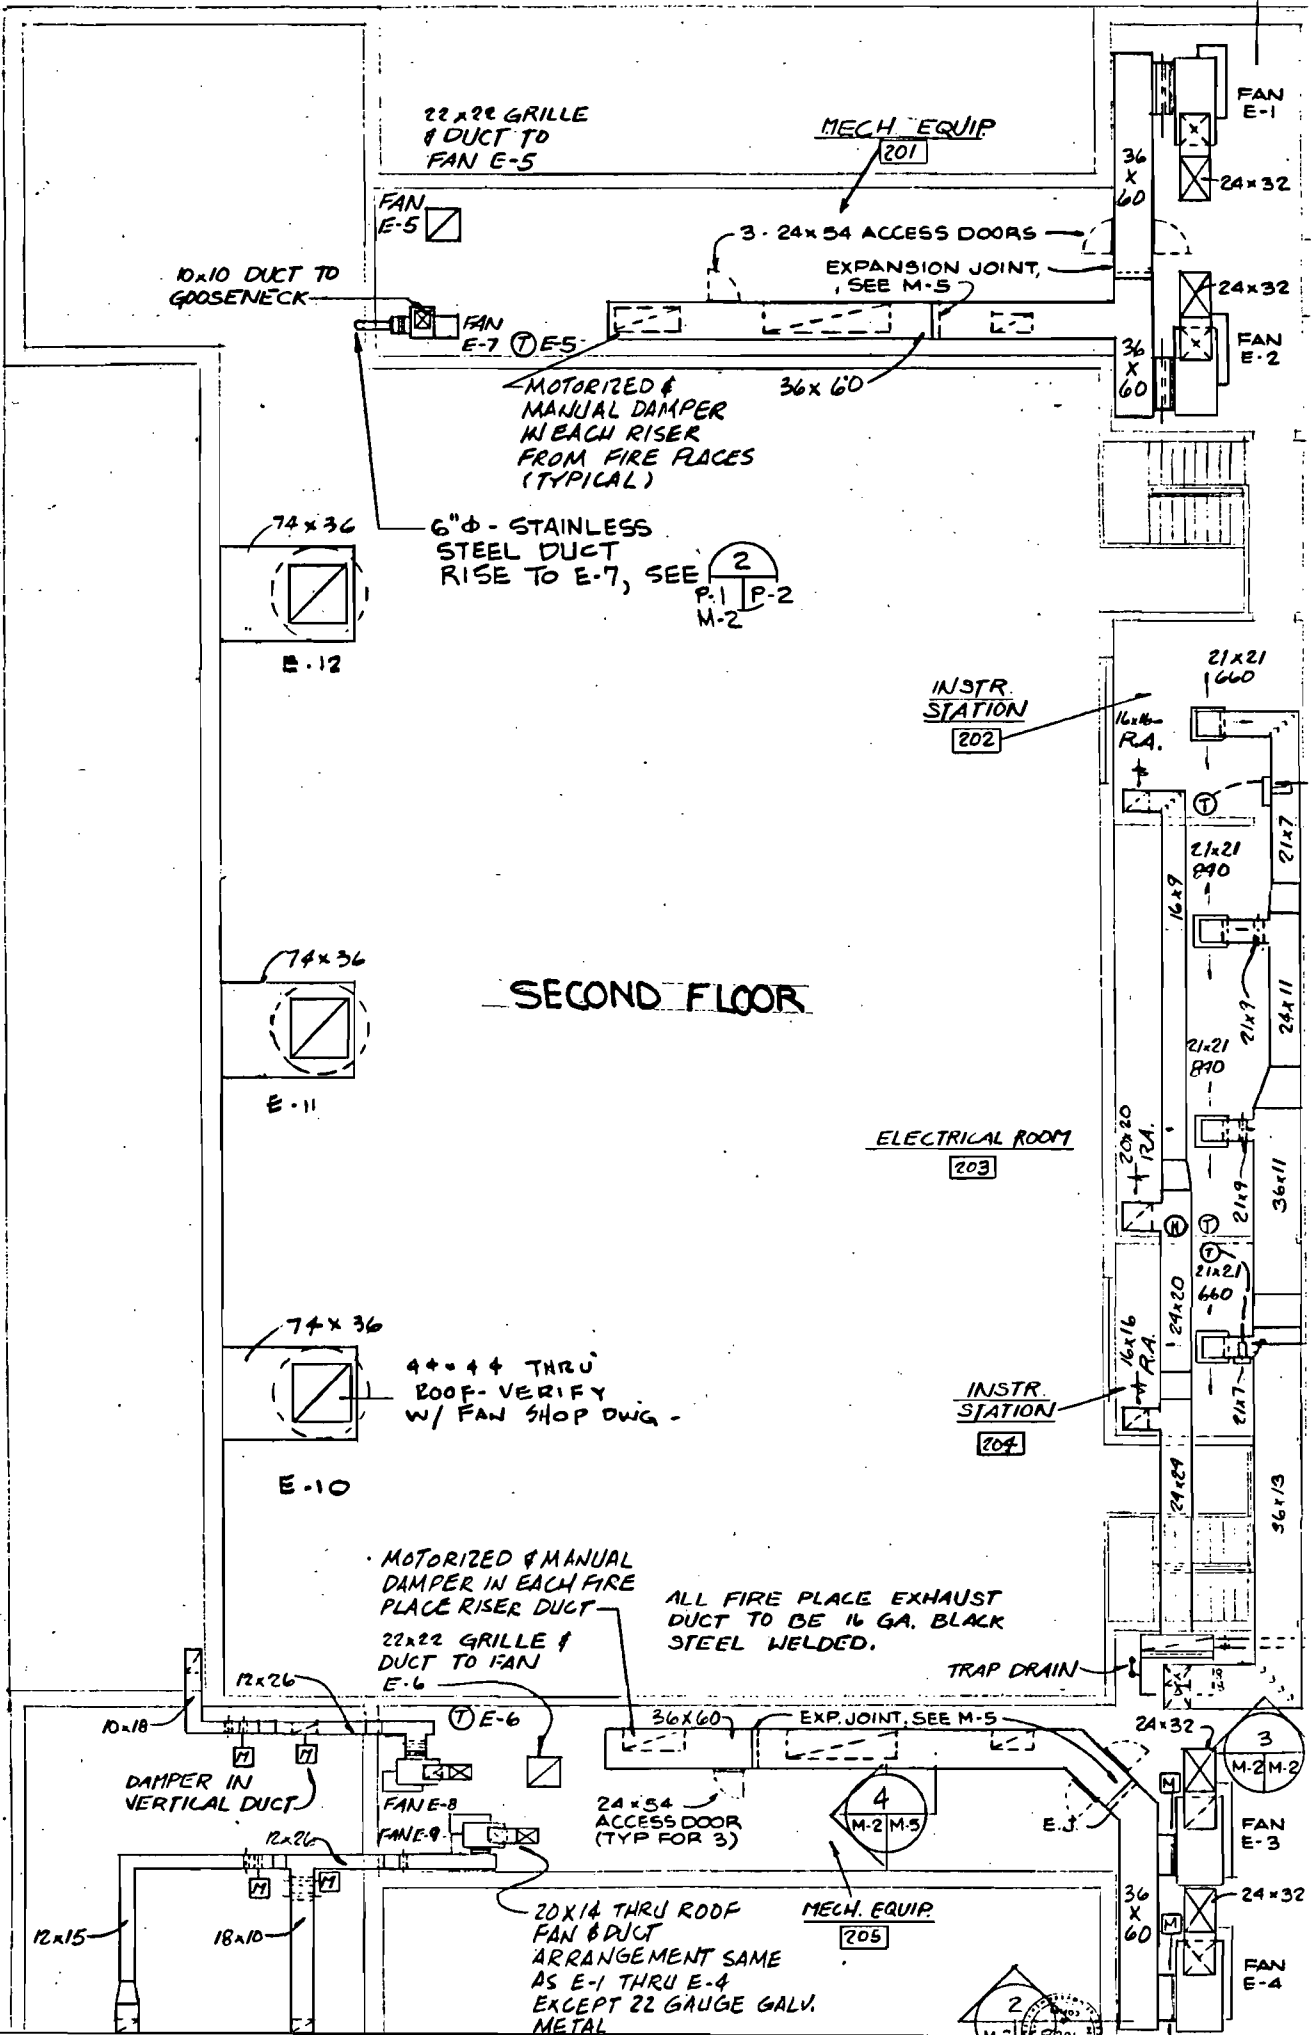 22x22 GRILLE
& DUCT TO
FAN E-5
MECH. EQUIP.
201
FAN
E-1
36
X
60
24x32
FAN
E-5
3 - 24x54 ACCESS DOORS
EXPANSION JOINT,
SEE M-5
10x10 DUCT TO
GOOSENECK
24x32
FAN
E-7
T E-5
FAN
E-2
36
X
60
MOTORIZED &
MANUAL DAMPER
IN EACH RISER
FROM FIRE PLACES
(TYPICAL)
36x60
74x36
6"Φ - STAINLESS
STEEL DUCT
RISE TO E-7, SEE
2
P-1 P-2
M-2
E-12
21x21
660
INSTR.
STATION
202
16x16
R.A.
T
21x7
21x21
890
16x9
74x36
SECOND FLOOR
21x9
24x11
21x21
890
E-11
20x20
R.A.
ELECTRICAL ROOM
203
21x9
36x11
M
T
T
21x21
660
24x20
74x36
16x16
R.A.
44x44 THRU
ROOF - VERIFY
W/ FAN SHOP DWG -
INSTR.
STATION
204
21x7
E-10
24x24
36x13
MOTORIZED & MANUAL
DAMPER IN EACH FIRE
PLACE RISER DUCT
ALL FIRE PLACE EXHAUST
DUCT TO BE 16 GA. BLACK
STEEL WELDED.
22x22 GRILLE &
DUCT TO FAN
E-6
TRAP DRAIN
12x26
10x18
T E-6
36x60
EXP. JOINT, SEE M-5
24x32
3
M-2 M-2
M
M
DAMPER IN
VERTICAL DUCT
FAN E-8
24x54
ACCESS DOOR
(TYP FOR 3)
4
M-2 M-5
E.J.
M
FAN
E-3
FAN E-9
12x26
M
M
12x15
18x10
20X14 THRU ROOF
FAN & DUCT
ARRANGEMENT SAME
AS E-1 THRU E-4
EXCEPT 22 GAUGE GALV.
METAL
MECH. EQUIP.
205
36
X
60
24x32
M
FAN
E-4
2